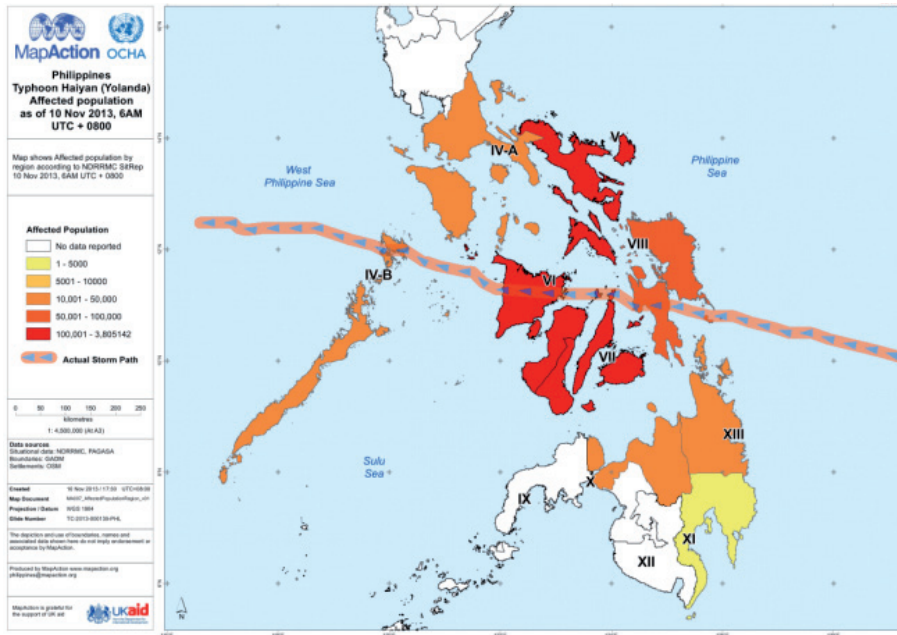 MapAction
OCHA
Philippines
Typhoon Haiyan (Yolanda)
Affected population
as of 10 Nov 2013, 6AM
UTC + 0800
Map shows Affected population by
region according to NDRRMC SitRep
10 Nov 2013, 6AM UTC + 0800
Affected Population
No data reported
1 - 5000
5001 - 10000
10,001 - 50,000
50,001 - 100,000
100,001 - 3,805142
Actual Storm Path
0 50 100 150 200 250
kilometres
1: 4,500,000 (At A3)
Data sources
Situational data: NDRRMC, PAGASA
Boundaries: GADM
Settlements: OSM
Created
Map Document
Projection / Datum WGS 1984
Glide Number
The depiction and use of boundaries, names and
associated data shown here do not imply endorsement or
acceptance by MapAction.
Produced by MapAction www.mapaction.org
philippines@mapaction.org
MapAction is grateful for
the support of UK aid
UKaid
West
Philippine Sea
Philippine
Sea
Sulu
Sea
V
IV-A
VIII
IV-B
VI
VII
XIII
X
IX
XI
XII
N